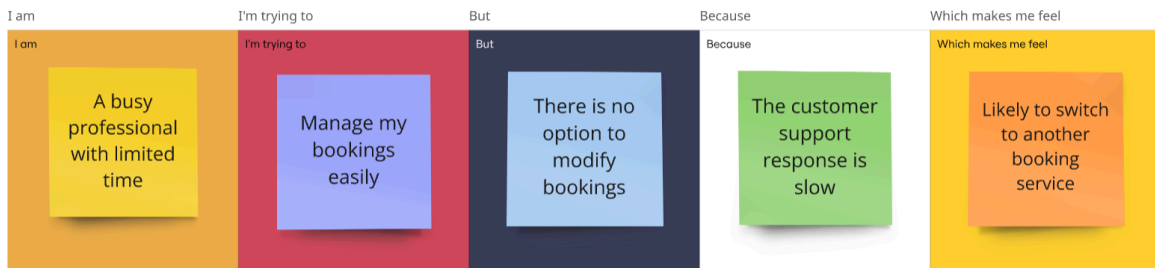 I am
I'm trying to
But
Because
Which makes me feel
I am
I'm trying to
But
Because
Which makes me feel
A busy
professional
with limited
time
Manage my
bookings
easily
There is no
option to
modify
bookings
The customer
support
response is
slow
Likely to switch
to another
booking
service